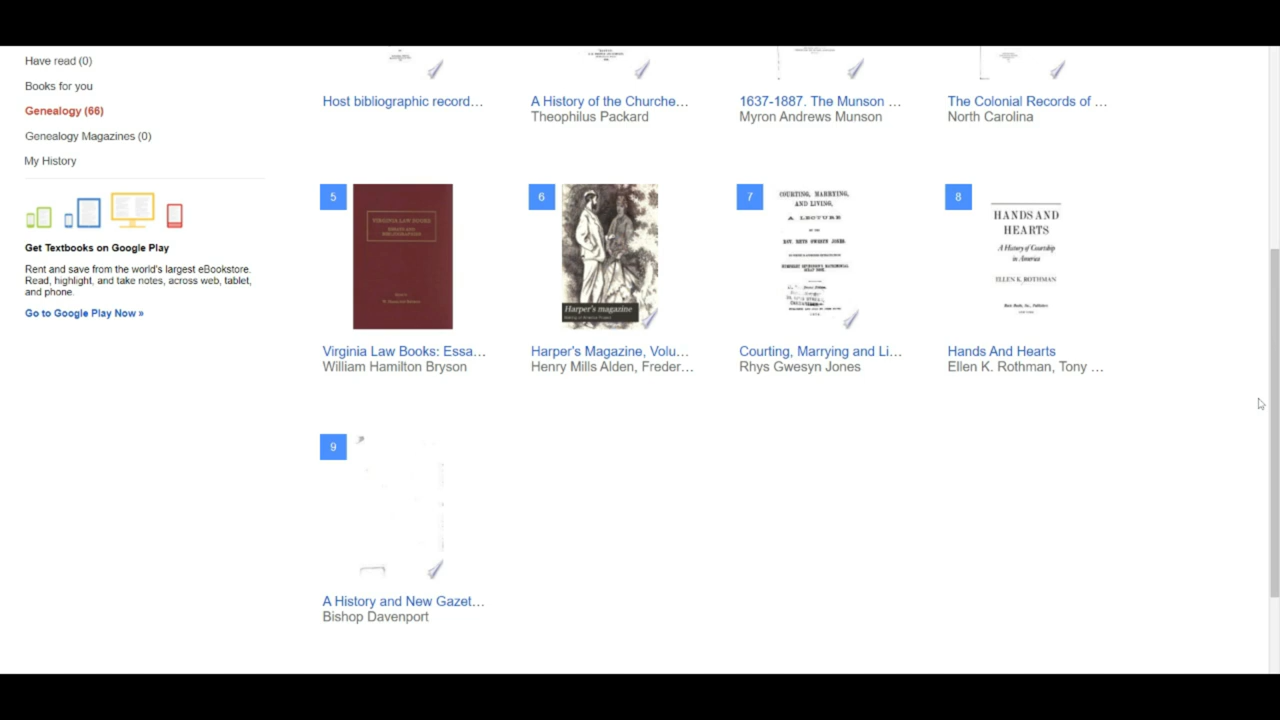 Have read (0)
Books for you
Genealogy (66)
Genealogy Magazines (0)
My History
Get Textbooks on Google Play
Rent and save from the world's largest eBookstore.
Read, highlight, and take notes, across web, tablet,
and phone.
Go to Google Play Now »
Host bibliographic record…
A History of the Churche…
Theophilus Packard
1637-1887. The Munson …
Myron Andrews Munson
The Colonial Records of …
North Carolina
5
VIRGINIA LAW BOOKS
Virginia Law Books: Essa…
William Hamilton Bryson
6
Harper's magazine
Harper's Magazine, Volu…
Henry Mills Alden, Freder…
7
COURTING, MARRYING,
AND LIVING,
A LECTURE
BY THE
REV. RHYS GWESYN JONES.
Courting, Marrying and Li…
Rhys Gwesyn Jones
8
HANDS AND
HEARTS
A History of Courtship
in America
ELLEN K. ROTHMAN
Hands And Hearts
Ellen K. Rothman, Tony …
9
A History and New Gazet…
Bishop Davenport